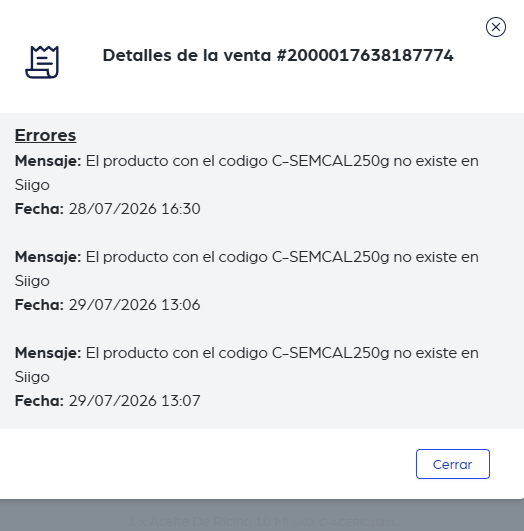 Detalles de la venta #2000017638187774
Errores
Mensaje: El producto con el codigo C-SEMCAL250g no existe en
Siigo
Fecha: 28/07/2026 16:30
Mensaje: El producto con el codigo C-SEMCAL250g no existe en
Siigo
Fecha: 29/07/2026 13:06
Mensaje: El producto con el codigo C-SEMCAL250g no existe en
Siigo
Fecha: 29/07/2026 13:07
Cerrar